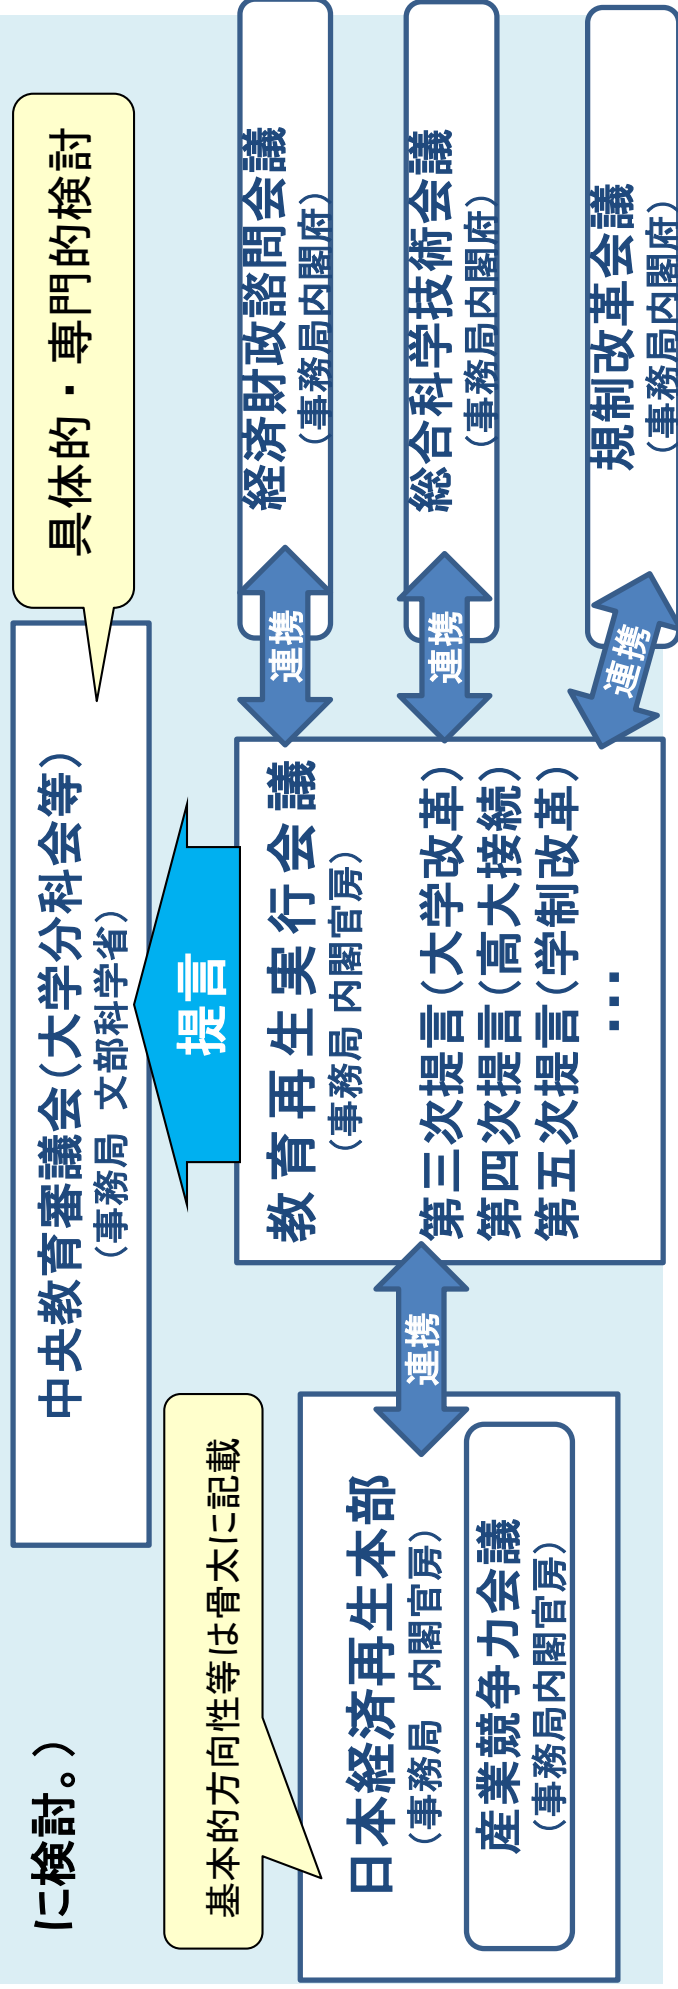 に検討。）
中央教育審議会（大学分科会等）
（事務局　文部科学省）
具体的・専門的検討
基本的方向性等は骨太に記載
提言
日本経済再生本部
（事務局　内閣官房）
産業競争力会議
（事務局内閣官房）
連携
教育再生実行会議
（事務局 内閣官房）
第三次提言（大学改革）
第四次提言（高大接続）
第五次提言（学制改革）
…
連携
経済財政諮問会議
（事務局内閣府）
連携
総合科学技術会議
（事務局内閣府）
連携
規制改革会議
（事務局内閣府）